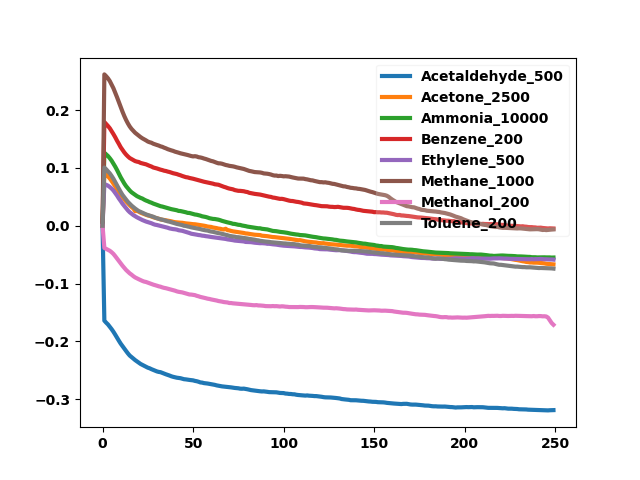 Acetaldehyde_500
Acetone_2500
Ammonia_10000
Benzene_200
Ethylene_500
Methane_1000
Methanol_200
Toluene_200
0.2
0.1
0.0
−0.1
−0.2
−0.3
0 50 100 150 200 250